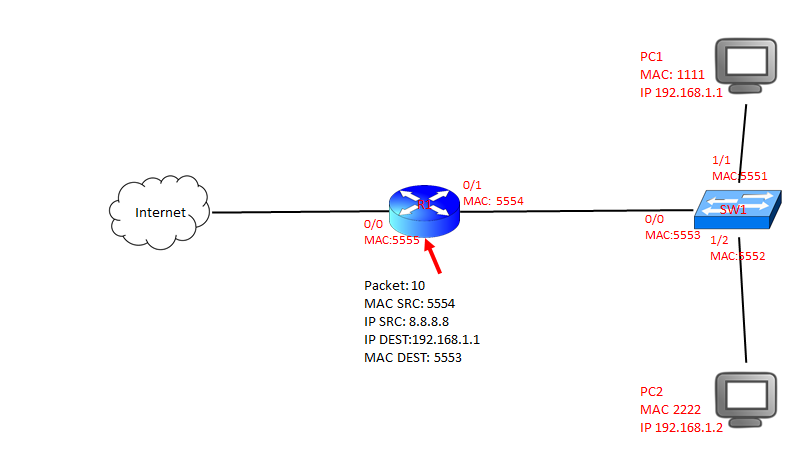 PC1
MAC: 1111
IP 192.168.1.1
1/1
MAC:5551
0/1
MAC: 5554
R1
Internet
0/0
MAC:5555
SW1
0/0
MAC:5553
1/2
MAC:5552
Packet: 10
MAC SRC: 5554
IP SRC: 8.8.8.8
IP DEST:192.168.1.1
MAC DEST: 5553
PC2
MAC 2222
IP 192.168.1.2